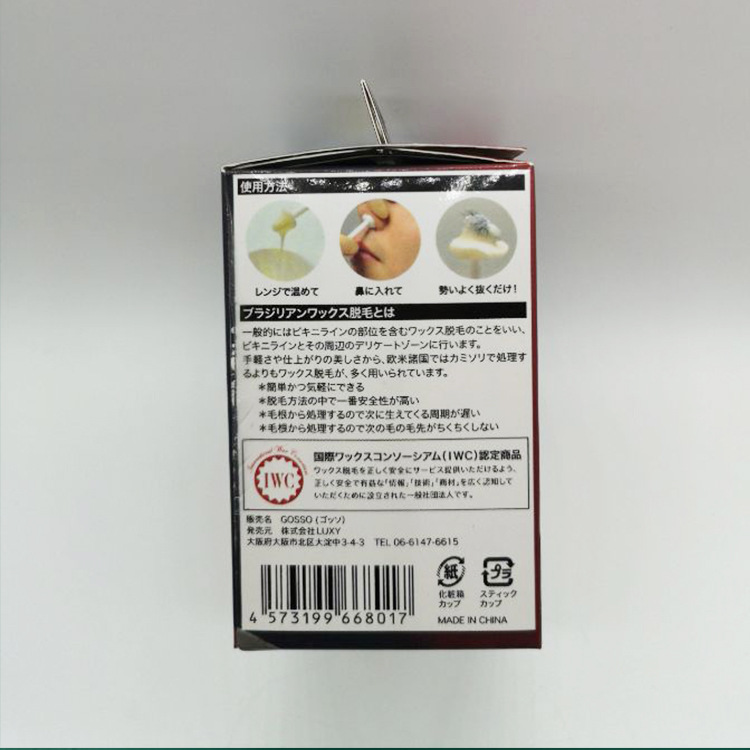 使用方法
レンジで温めて
鼻に入れて
勢いよく抜くだけ!
ブラジリアンワックス脱毛とは
一般的にはビキニラインの部位を含むワックス脱毛のことをいい、
ビキニラインとその周辺のデリケートゾーンに行います。
手軽さや仕上がりの美しさから、欧米諸国ではカミソリで処理す
るよりもワックス脱毛が、多く用いられています。
＊簡単かつ気軽にできる
＊脱毛方法の中で一番安全性が高い
＊毛根から処理するので次に生えてくる周期が遅い
＊毛根から処理するので次の毛の毛先がちくちくしない
IWC
国際ワックスコンソーシアム(IWC)認定商品
ワックス脱毛を正しく安全にサービス提供いただけるよう、
正しく安全で有益な「情報」、「技術」、「商材」を広く認知して
いただくために設立された一般社団法人です。
販売名 GOSSO (ゴッソ)
発売元 株式会社LUXY
大阪府大阪市北区大淀中3-4-3 TEL 06-6147-6615
紙
プラ
化粧箱
カップ
スティック
カップ
4 573199 668017
MADE IN CHINA